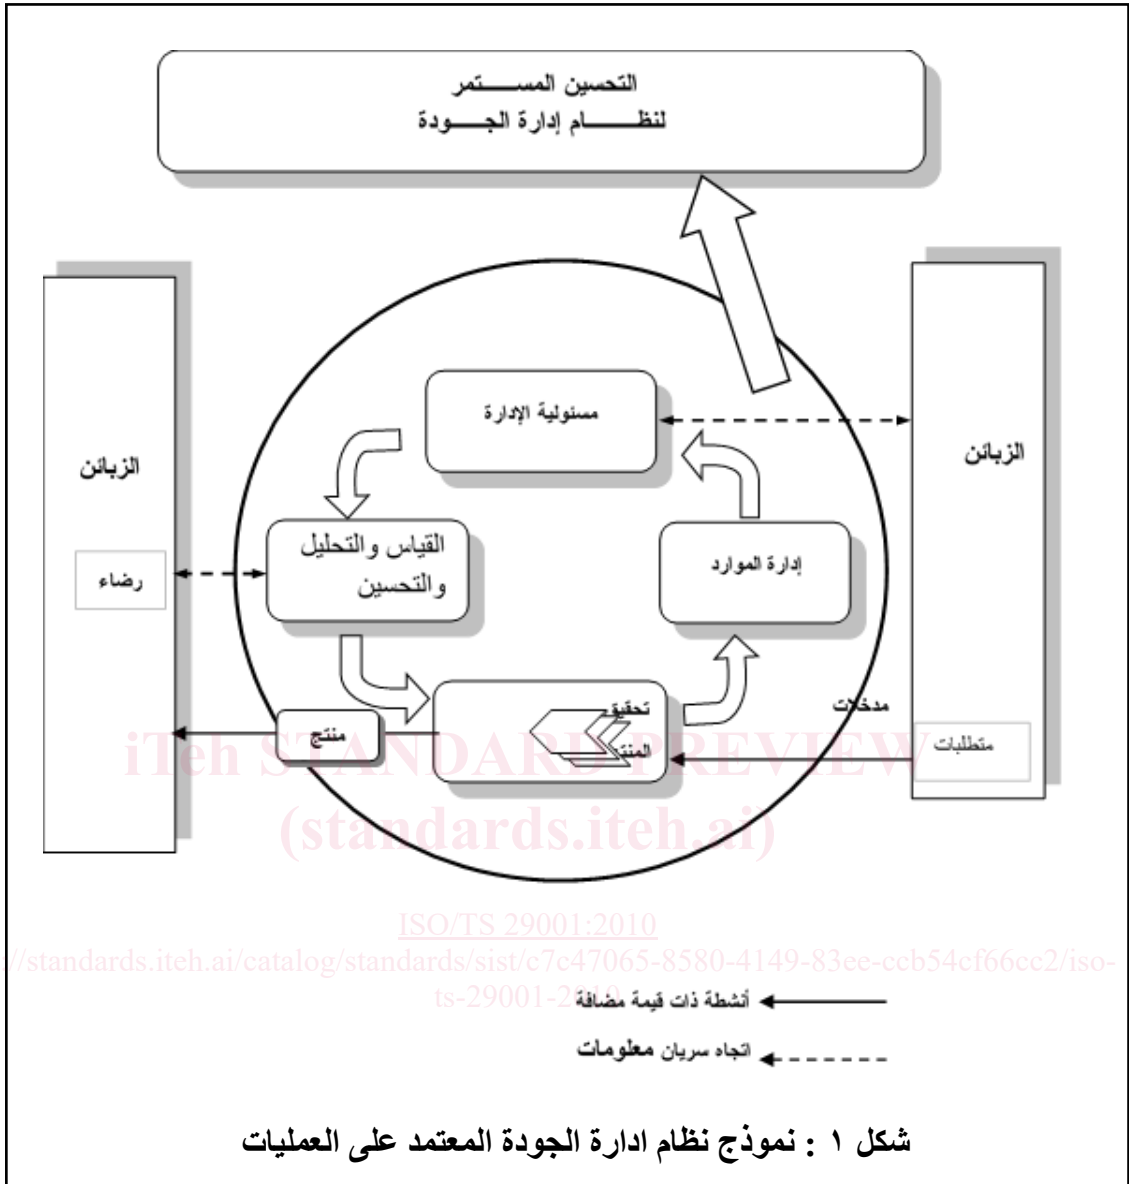 التحسين المستمر
لنظام إدارة الجودة
الزبائن
الزبائن
مسئولية الإدارة
القياس والتحليل
والتحسين
إدارة الموارد
رضاء
تحقيق
المنتج
مدخلات
منتج
متطلبات
iTeh STANDARD PREVIEW
(standards.iteh.ai)
ISO/TS 29001:2010
://standards.iteh.ai/catalog/standards/sist/c7c47065-8580-4149-83ee-ccb54cf66cc2/iso-
ts-29001-2010
أنشطة ذات قيمة مضافة
اتجاه سريان معلومات
شكل ١ : نموذج نظام ادارة الجودة المعتمد على العمليات